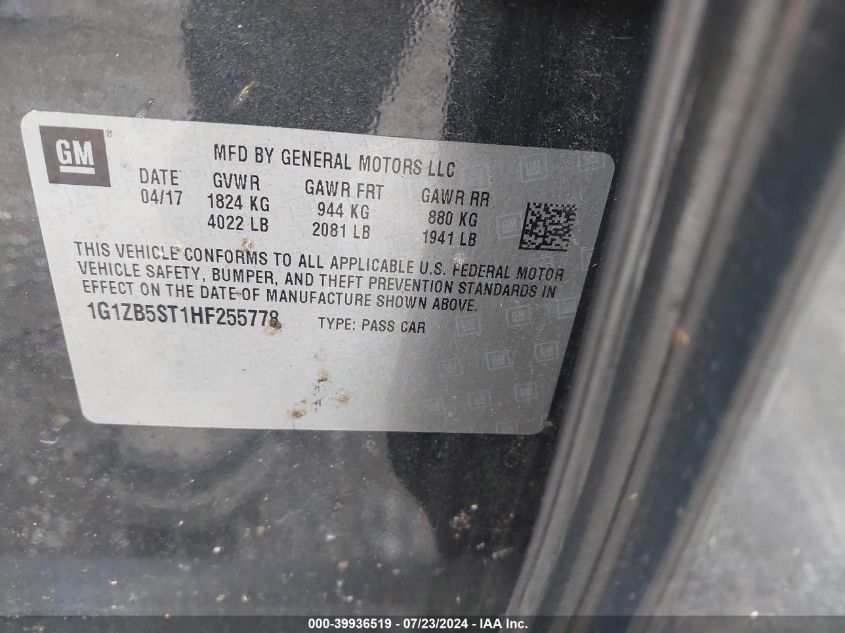 GM ®
MFD BY GENERAL MOTORS LLC
DATE GVWR GAWR FRT GAWR RR
04/17 1824 KG 944 KG 880 KG
4022 LB 2081 LB 1941 LB
THIS VEHICLE CONFORMS TO ALL APPLICABLE U.S. FEDERAL MOTOR
VEHICLE SAFETY, BUMPER, AND THEFT PREVENTION STANDARDS IN
EFFECT ON THE DATE OF MANUFACTURE SHOWN ABOVE.
1G1ZB5ST1HF255778 TYPE: PASS CAR
000-39936519 - 07/23/2024 - IAA Inc.